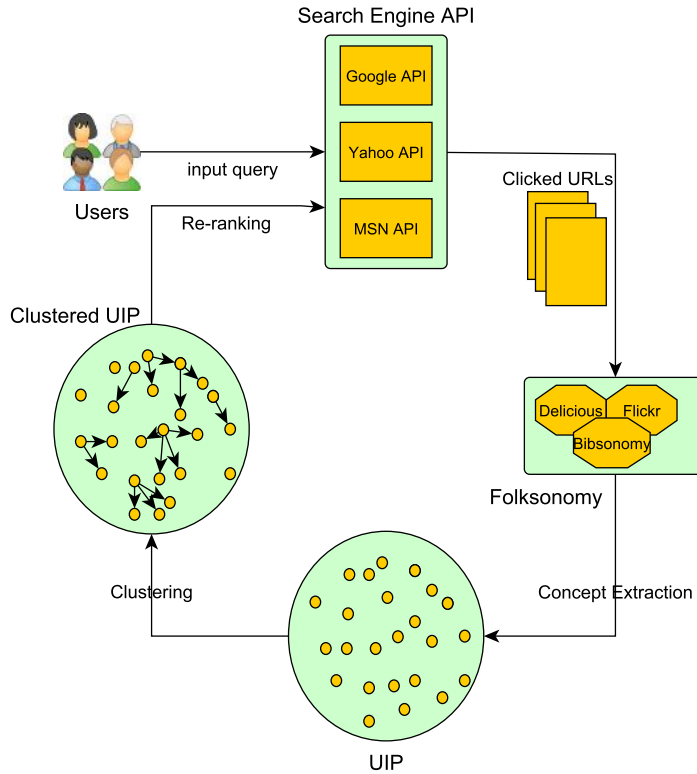 Search Engine API
Google API
Yahoo API
MSN API
input query
Users
Re-ranking
Clicked URLs
Clustered UIP
Delicious
Flickr
Bibsonomy
Folksonomy
Clustering
Concept Extraction
UIP